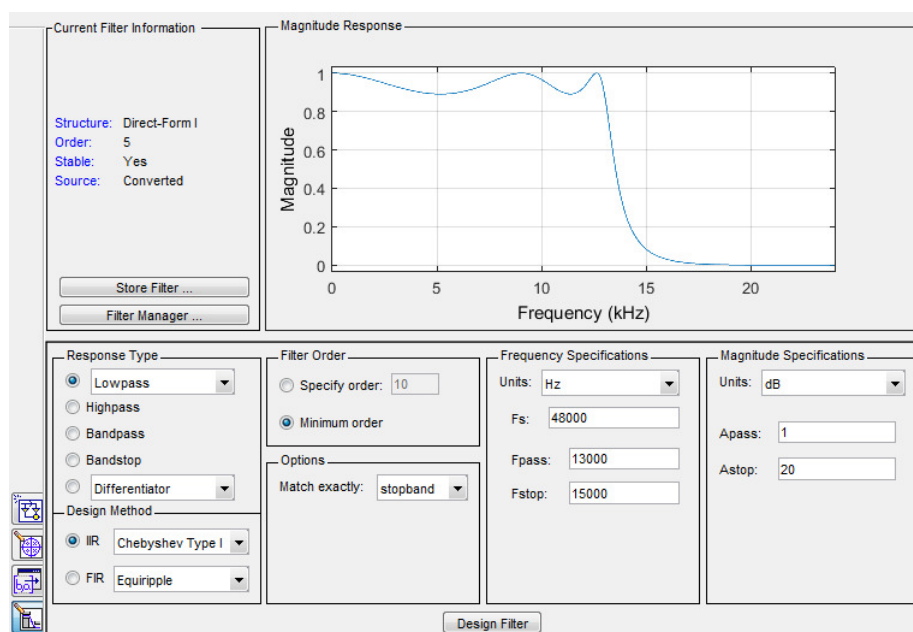 Current Filter Information
Structure: Direct-Form I
Order: 5
Stable: Yes
Source: Converted
Store Filter ...
Filter Manager ...
Magnitude Response
1
0.8
0.6
0.4
0.2
0
Magnitude
0 5 10 15 20
Frequency (kHz)
Response Type
Lowpass
Highpass
Bandpass
Bandstop
Differentiator
Design Method
IIR Chebyshev Type I
FIR Equiripple
Filter Order
Specify order: 10
Minimum order
Options
Match exactly: stopband
Frequency Specifications
Units: Hz
Fs: 48000
Fpass: 13000
Fstop: 15000
Magnitude Specifications
Units: dB
Apass: 1
Astop: 20
Design Filter